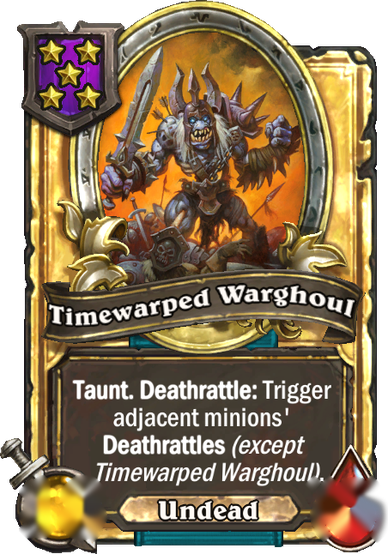 Timewarped Warghoul
Taunt. Deathrattle: Trigger
adjacent minions'
Deathrattles (except
Timewarped Warghoul).
Undead